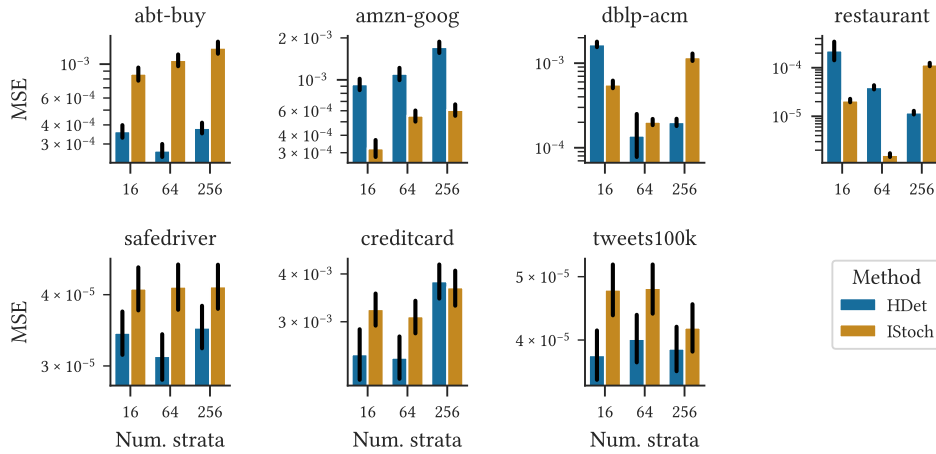 abt-buy
amzn-goog
dblp-acm
restaurant
MSE
10⁻³
6 × 10⁻⁴
4 × 10⁻⁴
3 × 10⁻⁴
16 64 256
2 × 10⁻³
10⁻³
6 × 10⁻⁴
4 × 10⁻⁴
3 × 10⁻⁴
16 64 256
10⁻³
10⁻⁴
16 64 256
10⁻⁴
10⁻⁵
16 64 256
safedriver
creditcard
tweets100k
MSE
4 × 10⁻⁵
3 × 10⁻⁵
16 64 256
Num. strata
4 × 10⁻³
3 × 10⁻³
16 64 256
Num. strata
5 × 10⁻⁵
4 × 10⁻⁵
16 64 256
Num. strata
Method
HDet
IStoch